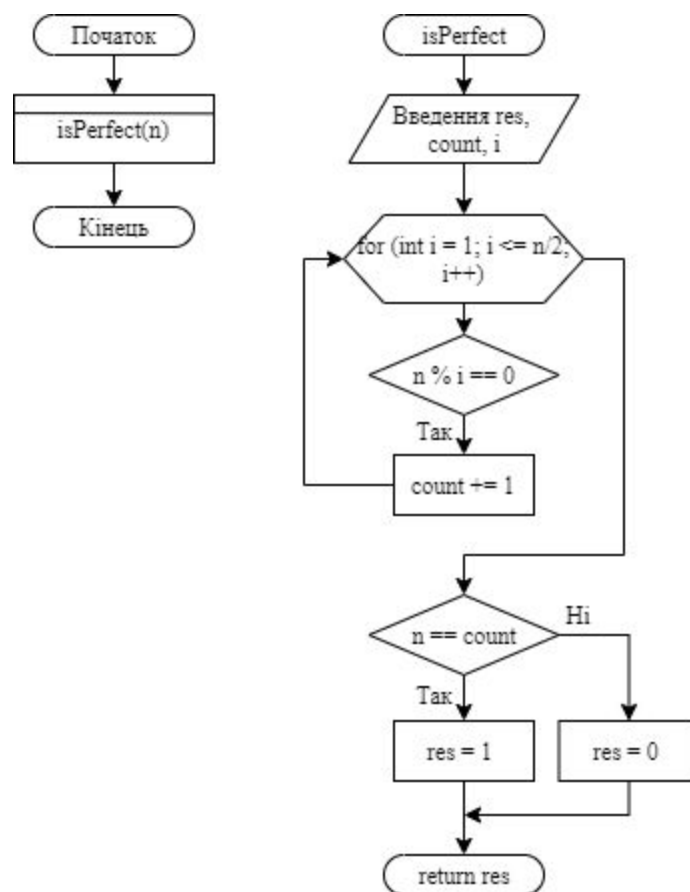 Початок
isPerfect(n)
Кінець
isPerfect
Введення res,
count, i
for (int i = 1; i <= n/2;
i++)
n % i == 0
Так
count += 1
n == count
Ні
Так
res = 1
res = 0
return res